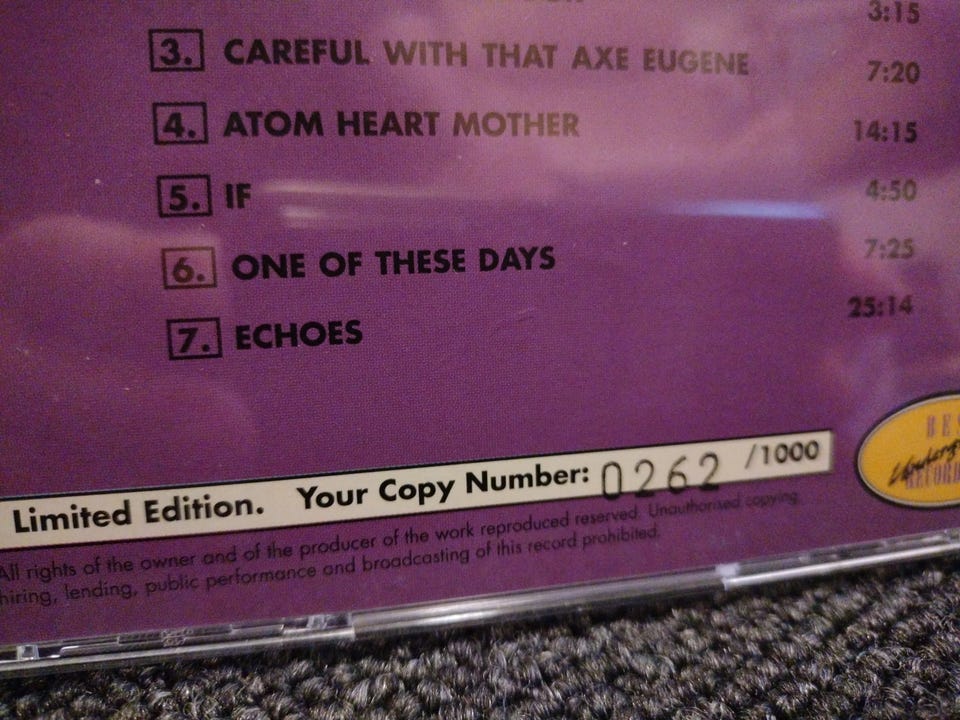 3:15
3. CAREFUL WITH THAT AXE EUGENE 7:20
4. ATOM HEART MOTHER 14:15
5. IF 4:50
6. ONE OF THESE DAYS 7:25
7. ECHOES 25:14
Limited Edition. Your Copy Number: 0262 /1000
All rights of the owner and of the producer of the work reproduced reserved. Unauthorised copying,
hiring, lending, public performance and broadcasting of this record prohibited.